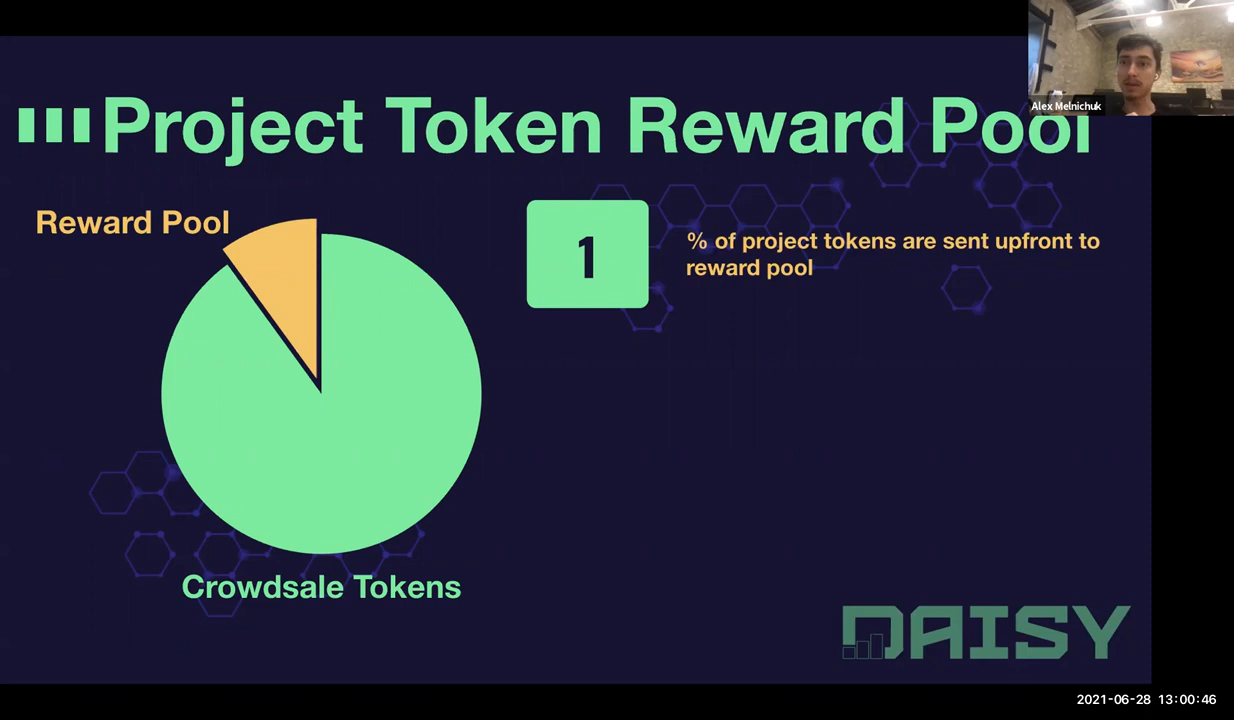 Alex Melnichuk
Project Token Reward Pool
Reward Pool
1
% of project tokens are sent upfront to
reward pool
Crowdsale Tokens
DAISY
2021-06-28 13:00:46